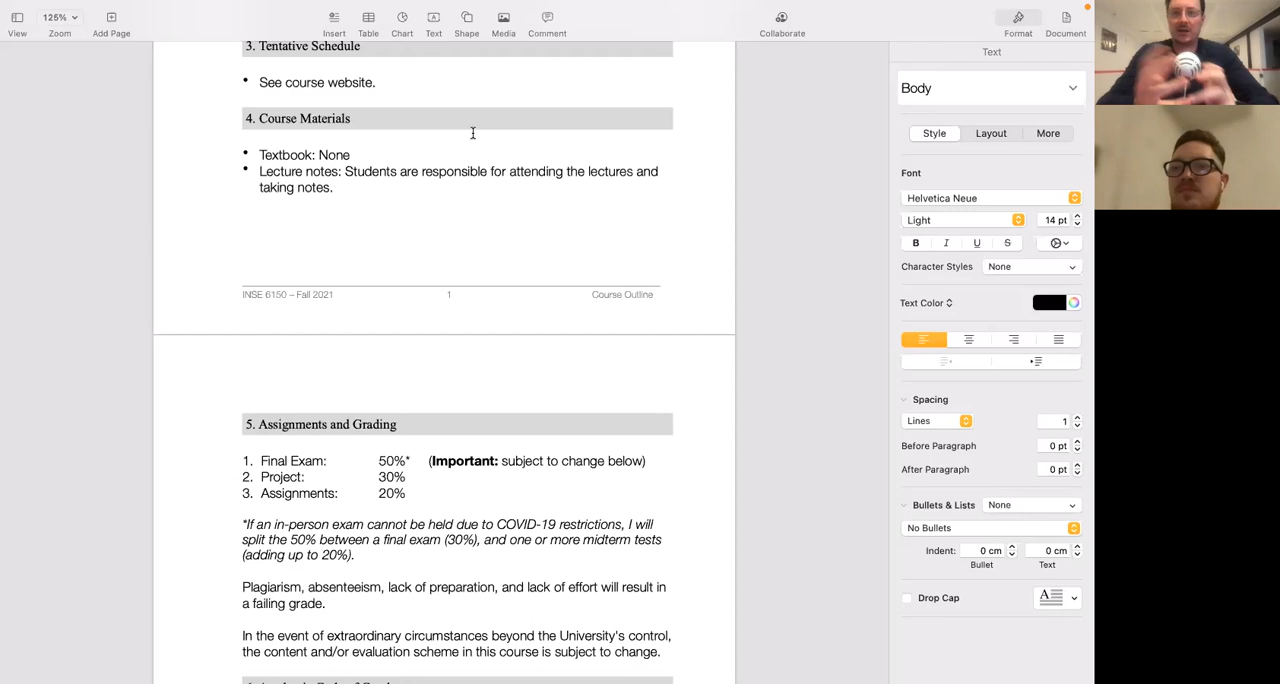 125%
View
Zoom
Add Page
Insert
Table
Chart
Text
Shape
Media
Comment
Collaborate
Format
Document
3. Tentative Schedule
• See course website.
4. Course Materials
• Textbook: None
• Lecture notes: Students are responsible for attending the lectures and
taking notes.
INSE 6150 – Fall 2021 1 Course Outline
5. Assignments and Grading
1. Final Exam: 50%* (Important: subject to change below)
2. Project: 30%
3. Assignments: 20%
*If an in-person exam cannot be held due to COVID-19 restrictions, I will
split the 50% between a final exam (30%), and one or more midterm tests
(adding up to 20%).
Plagiarism, absenteeism, lack of preparation, and lack of effort will result in
a failing grade.
In the event of extraordinary circumstances beyond the University's control,
the content and/or evaluation scheme in this course is subject to change.
Text
Body
Style Layout More
Font
Helvetica Neue
Light 14 pt
B I U S
Character Styles None
Text Color
Spacing
Lines 1
Before Paragraph 0 pt
After Paragraph 0 pt
Bullets & Lists None
No Bullets
Indent: 0 cm 0 cm
Bullet Text
Drop Cap A